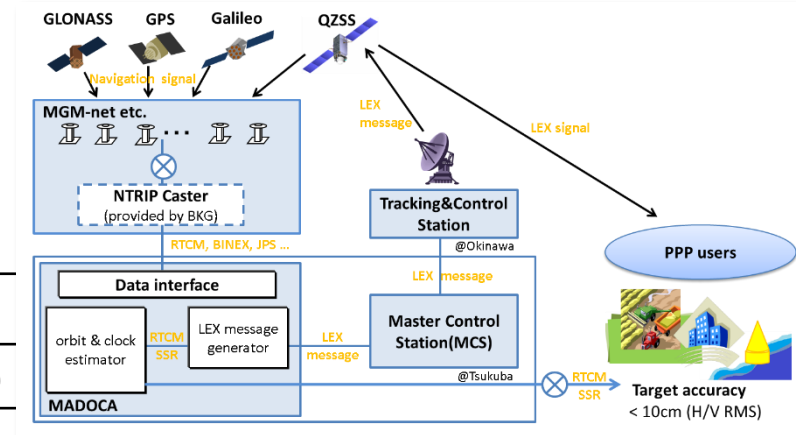 GLONASS GPS Galileo QZSS
Navigation signal
MGM-net etc.
LEX
message
LEX signal
NTRIP Caster
(provided by BKG)
Tracking&Control
Station
RTCM, BINEX, JPS ...
@Okinawa
PPP users
Data interface
LEX message
orbit & clock
estimator
RTCM
SSR
LEX message
generator
LEX
message
Master Control
Station(MCS)
@Tsukuba
RTCM
SSR
MADOCA
Target accuracy
< 10cm (H/V RMS)